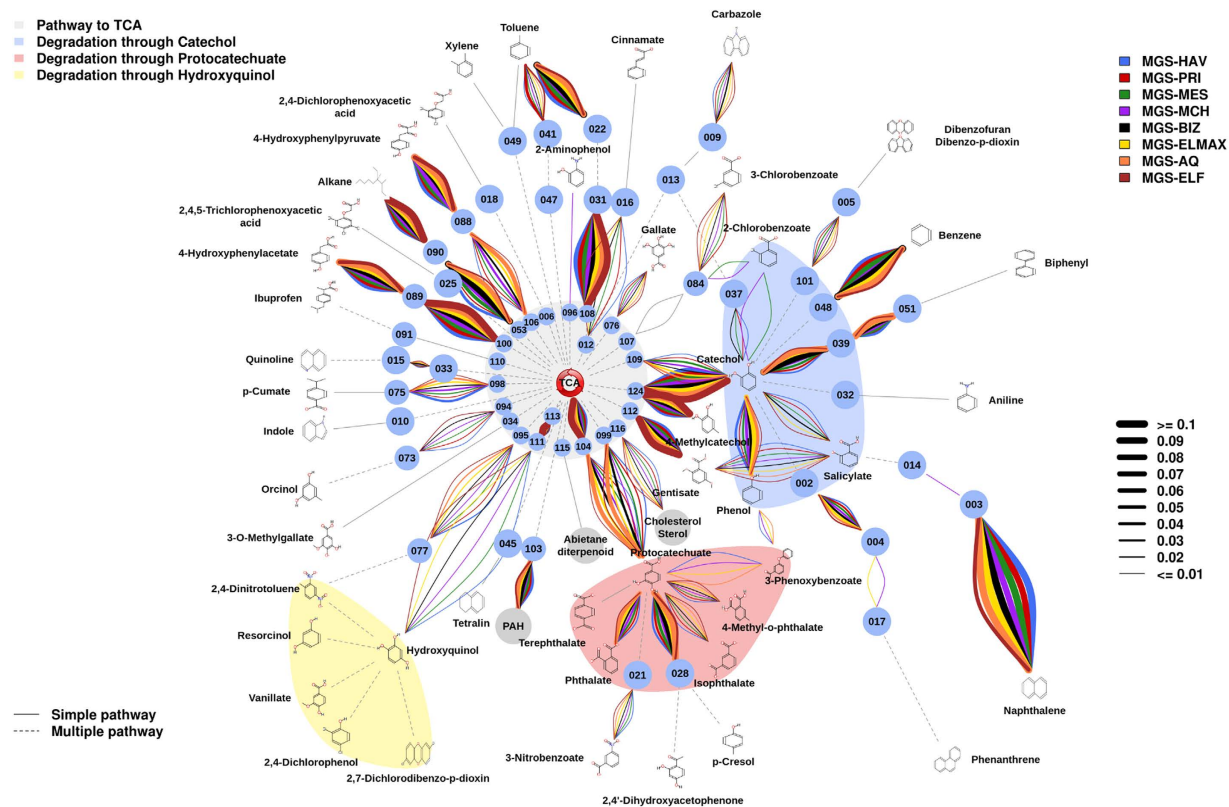 Pathway to TCA
Degradation through Catechol
Degradation through Protocatechuate
Degradation through Hydroxyquinol
Carbazole
Toluene
Cinnamate
Xylene
MGS-HAV
MGS-PRI
MGS-MES
MGS-MCH
MGS-BIZ
MGS-ELMAX
MGS-AQ
MGS-ELF
2,4-Dichlorophenoxyacetic
acid
4-Hydroxyphenylpyruvate
049
041
022
009
Dibenzofuran
Dibenzo-p-dioxin
2-Aminophenol
Alkane
013
3-Chlorobenzoate
018
047
031
016
005
2,4,5-Trichlorophenoxyacetic
acid
088
Gallate
2-Chlorobenzoate
Benzene
4-Hydroxyphenylacetate
090
Biphenyl
Ibuprofen
089
025
084
037
101
048
051
096
108
006
106
053
076
012
107
091
100
039
Quinoline
015
033
110
109
Catechol
TCA
p-Cumate
075
098
124
032
Aniline
>= 0.1
0.09
0.08
0.07
0.06
0.05
0.04
0.03
0.02
<= 0.01
Indole
010
094
034
113
112
095
111
115
104
099
116
4-Methylcatechol
073
Salicylate
014
Orcinol
Gentisate
002
Phenol
003
3-O-Methylgallate
Cholesterol
Sterol
077
045
103
Abietane
diterpenoid
Protocatechuate
004
2,4-Dinitrotoluene
3-Phenoxybenzoate
Tetralin
PAH
4-Methyl-o-phthalate
017
Resorcinol
Hydroxyquinol
Terephthalate
Phthalate
021
028
Isophthalate
Vanillate
Naphthalene
Simple pathway
Multiple pathway
3-Nitrobenzoate
p-Cresol
Phenanthrene
2,4-Dichlorophenol
2,7-Dichlorodibenzo-p-dioxin
2,4'-Dihydroxyacetophenone